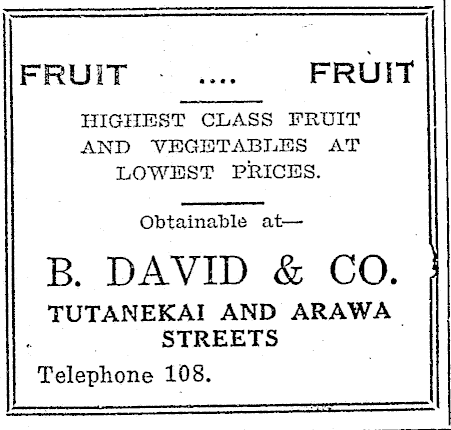 FRUIT .... FRUIT
HIGHEST CLASS FRUIT
AND VEGETABLES AT
LOWEST PRICES.
Obtainable at—
B. DAVID & CO.
TUTANEKAI AND ARAWA
STREETS
Telephone 108.